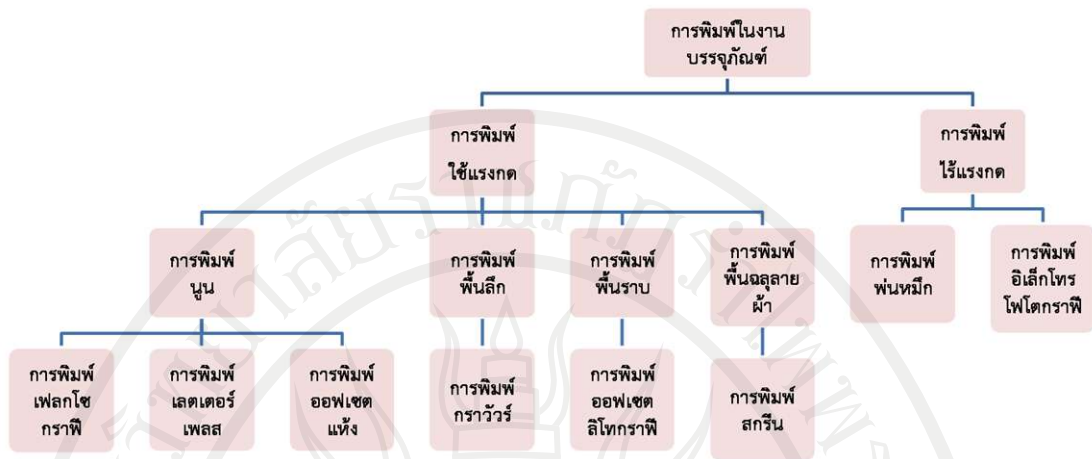 การพิมพ์ในงาน
บรรจุภัณฑ์
การพิมพ์
ใช้แรงกด
การพิมพ์
ไร้แรงกด
การพิมพ์
นูน
การพิมพ์
พื้นลึก
การพิมพ์
พื้นราบ
การพิมพ์
พื้นฉลุลาย
ผ้า
การพิมพ์
พ่นหมึก
การพิมพ์
อิเล็กโทร
โฟโตกราฟี
การพิมพ์
เฟลกโซ
กราฟี
การพิมพ์
เลตเตอร์
เพลส
การพิมพ์
ออฟเซต
แห้ง
การพิมพ์
กราวัวร์
การพิมพ์
ออฟเซต
ลิโทกราฟี
การพิมพ์
สกรีน